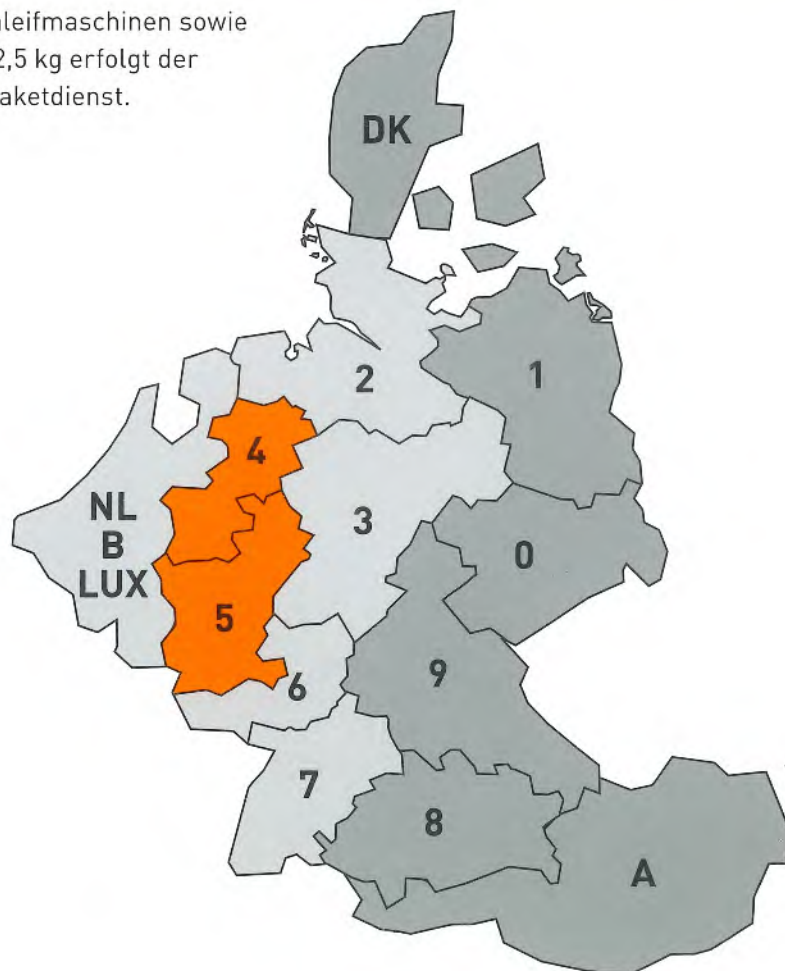 hleifmaschinen sowie
2,5 kg erfolgt der
aketdienst.
DK
2
1
4
NL
B
LUX
3
0
5
6
9
7
8
A